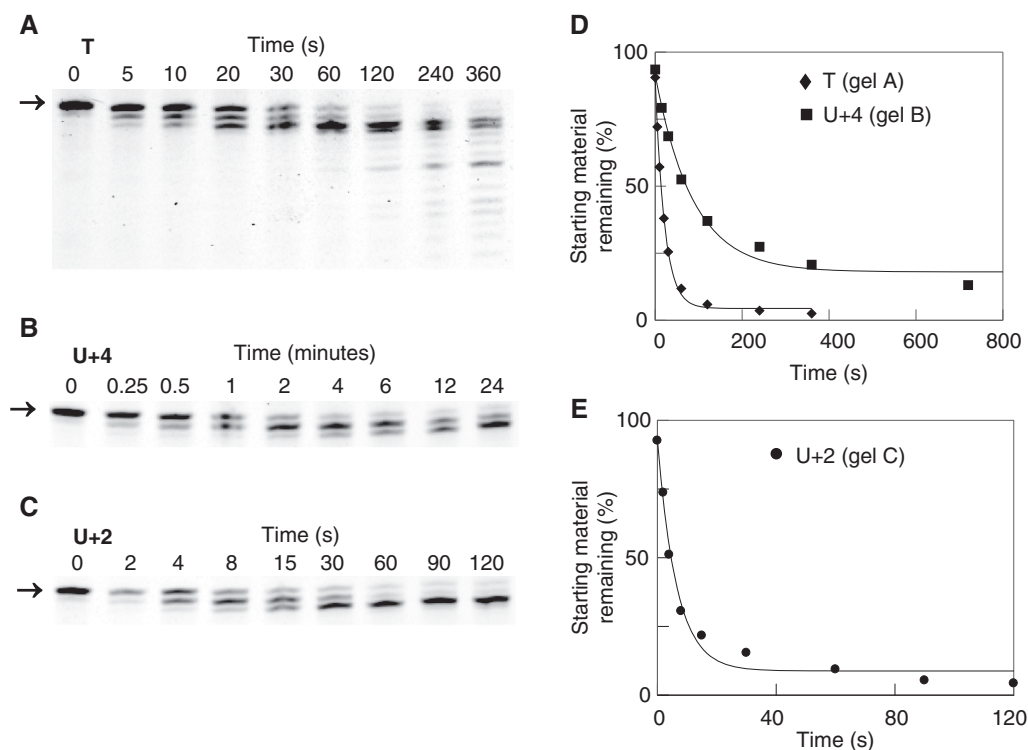 A
T
Time (s)
0 5 10 20 30 60 120 240 360
→
B
U+4
Time (minutes)
0 0.25 0.5 1 2 4 6 12 24
→
C
U+2
Time (s)
0 2 4 8 15 30 60 90 120
→
D
100
50
0
Starting material
remaining (%)
T (gel A)
U+4 (gel B)
0 200 400 600 800
Time (s)
E
100
50
0
Starting material
remaining (%)
U+2 (gel C)
0 40 80 120
Time (s)